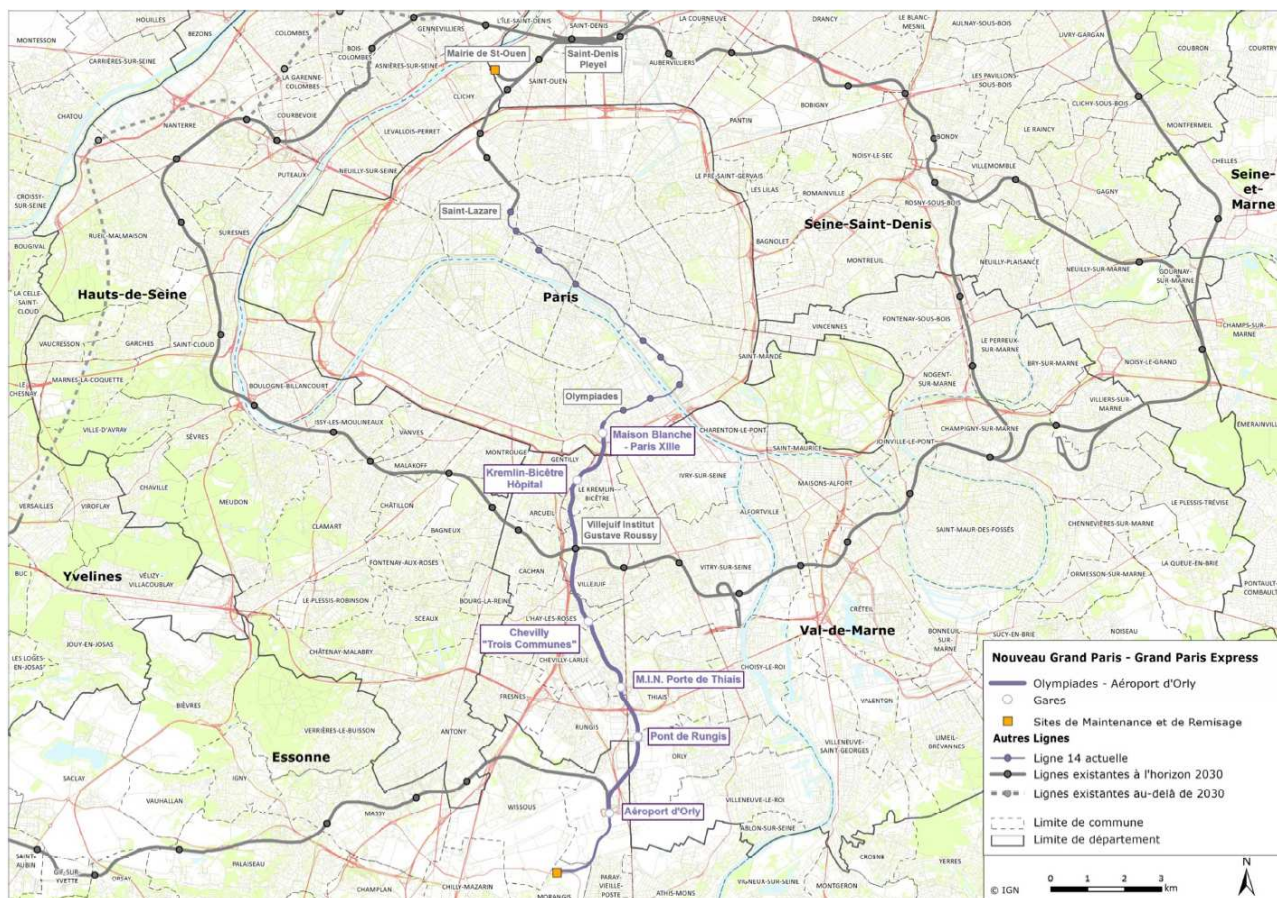 MONTESSON
HOUILLES
BEZONS
COLOMBES
GENNEVILLIERS
L'ÎLE-SAINT-DENIS
SAINT-DENIS
LA COURNEUVE
DRANCY
LE BLANC-
MESNIL
AULNAY-SOUS-BOIS
LIVRY-GARGAN
COUBRON
COURTRY
CARRIÈRES-SUR-SEINE
BOIS-
COLOMBES
ASNIÈRES-SUR-SEINE
Mairie de St-Ouen
Saint-Denis
Pleyel
AUBERVILLIERS
LA GARENNE-
COLOMBES
SAINT-OUEN
LES PAVILLONS-
SOUS-BOIS
CLICHY
BOBIGNY
CLICHY-SOUS-BOIS
CHATOU
COURBEVOIE
NANTERRE
LEVALLOIS-PERRET
PANTIN
BONDY
LE RAINCY
MONTFERMEIL
NOISY-LE-SEC
VILLEMOMBLE
CHELLES
PUTEAUX
NEUILLY-SUR-SEINE
LE PRÉ-SAINT-GERVAIS
LES LILAS
ROMAINVILLE
GAGNY
Seine-
et-
Marne
CROISSY-
SUR-SEINE
Saint-Lazare
ROSNY-SOUS-BOIS
Seine-Saint-Denis
RUEIL-MALMAISON
SURESNES
BAGNOLET
BOUGIVAL
MONTREUIL
NEUILLY-PLAISANCE
NEUILLY-SUR-MARNE
GOURNAY-
SUR-MARNE
LA CELLE-
SAINT-
CLOUD
Hauts-de-Seine
Paris
FONTENAY-SOUS-BOIS
VINCENNES
LE PERREUX-
SUR-MARNE
CHAMPS-SUR-MARNE
VAUCRESSON
GARCHES
SAINT-CLOUD
SAINT-MANDÉ
BRY-SUR-MARNE
NOISY-LE-GRAND
LE
CHESNAY
MARNES-LA-COQUETTE
BOULOGNE-BILLANCOURT
NOGENT-
SUR-MARNE
VILLIERS-SUR-
MARNE
Olympiades
VILLE-D'AVRAY
SÈVRES
ISSY-LES-MOULINEAUX
VANVES
CHARENTON-LE-PONT
CHAMPIGNY-SUR-MARNE
Maison Blanche
- Paris XIIIe
SAINT-MAURICE
JOINVILLE-LE-PONT
MONTROUGE
GENTILLY
MALAKOFF
Kremlin-Bicêtre
Hôpital
IVRY-SUR-SEINE
LE KREMLIN-
BICÊTRE
MAISONS-ALFORT
CHAVILLE
MEUDON
CHÂTILLON
VERSAILLES
VIROFLAY
ARCUEIL
ALFORTVILLE
LE PLESSIS-TRÉVISE
CLAMART
BAGNEUX
Villejuif Institut
Gustave Roussy
SAINT-MAUR-DES-FOSSÉS
CHENNEVIÈRES-SUR-MARNE
FONTENAY-AUX-ROSES
CACHAN
VITRY-SUR-SEINE
LA QUEUE-EN-BRIE
BUC
Yvelines
VÉLIZY-
VILLACOUBLAY
VILLEJUIF
ORMESSON-SUR-MARNE
PONTAULT-
COMBAULT
LE PLESSIS-ROBINSON
BOURG-LA-REINE
SCEAUX
L'HAY-LES-ROSES
CRÉTEIL
Chevilly
"Trois Communes"
Val-de-Marne
BONNEUIL
SUR-
MARNE
SUCY-EN-BRIE
NOISEAU
JOUY-EN-JOSAS
LES LOGES-
EN-JOSAS
CHÂTENAY-MALABRY
CHEVILLY-LARUE
CHOISY-LE-ROI
M.I.N. Porte de Thiais
FRESNES
THIAIS
VALENTON
BIÈVRES
VERRIÈRES-LE-BUISSON
ANTONY
RUNGIS
Pont de Rungis
Essonne
ORLY
VILLENEUVE-
SAINT-GEORGES
LIMEIL-
BRÉVANNES
SACLAY
IGNY
VAUHALLAN
WISSOUS
Aéroport d'Orly
VILLENEUVE-LE-ROI
MASSY
ABLON-SUR-SEINE
CROSNE
YERRES
SAINT-
AUBIN
GIF-SUR-
YVETTE
ORSAY
PALAISEAU
CHAMPLAN
CHILLY-MAZARIN
MORANGIS
PARAY-
VIEILLE-
POSTE
ATHIS-MONS
VIGNEUX-SUR-SEINE
MONTGERON
Nouveau Grand Paris - Grand Paris Express
Olympiades - Aéroport d'Orly
Gares
Sites de Maintenance et de Remisage
Autres Lignes
Ligne 14 actuelle
Lignes existantes à l'horizon 2030
Lignes existantes au-delà de 2030
Limite de commune
Limite de département
© IGN
0 1 2 3
km
N